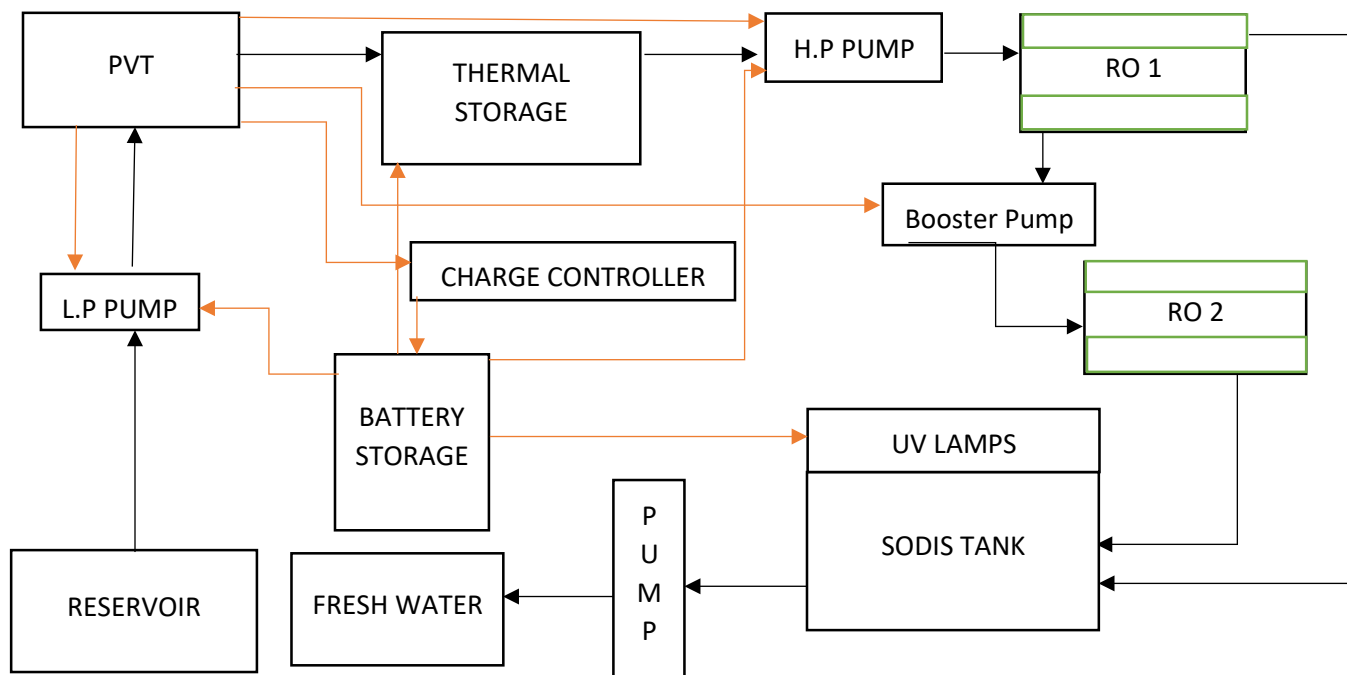 PVT
THERMAL
STORAGE
H.P PUMP
RO 1
Booster Pump
CHARGE CONTROLLER
L.P PUMP
RO 2
BATTERY
STORAGE
UV LAMPS
SODIS TANK
P
U
M
P
FRESH WATER
RESERVOIR